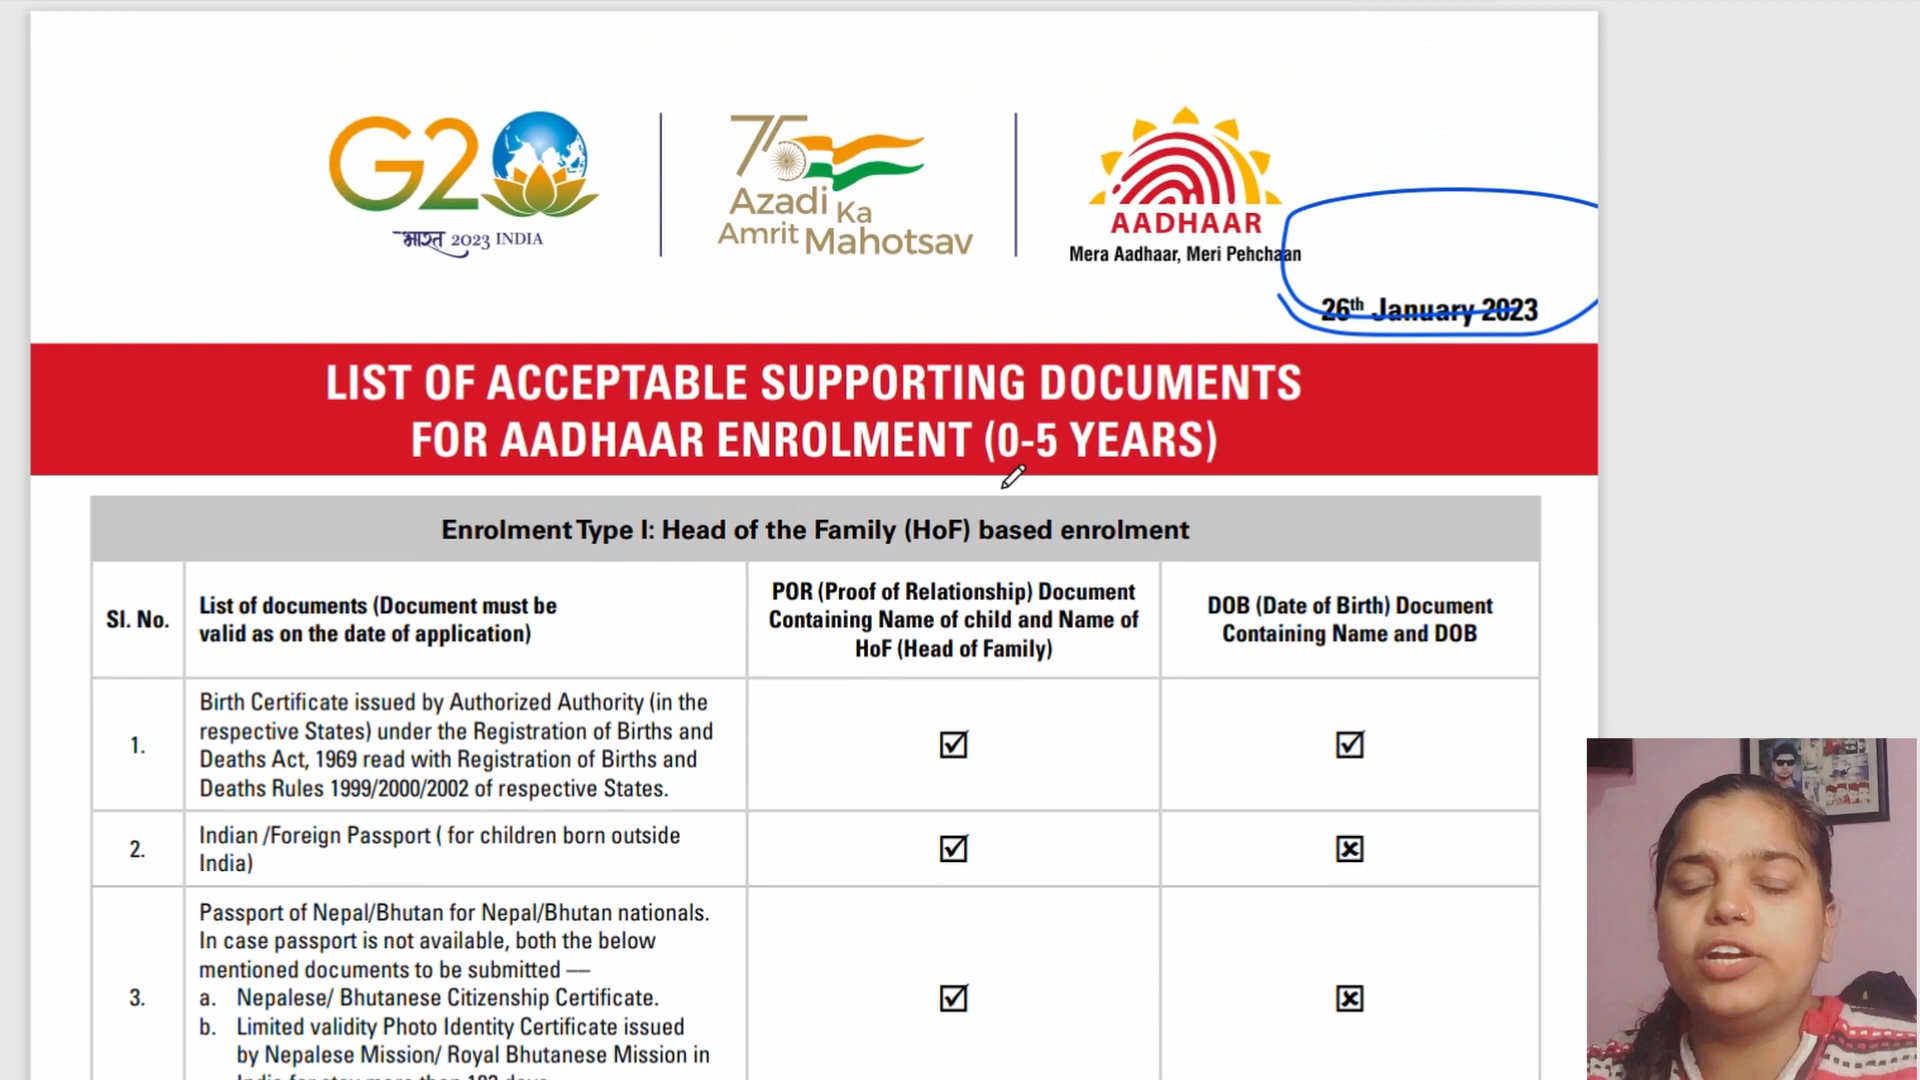 G20
भारत 2023 INDIA
75
Azadi Ka
Amrit Mahotsav
AADHAAR
Mera Aadhaar, Meri Pehchaan
26th January 2023
LIST OF ACCEPTABLE SUPPORTING DOCUMENTS
FOR AADHAAR ENROLMENT (0-5 YEARS)
Enrolment Type I: Head of the Family (HoF) based enrolment
Sl. No.
List of documents (Document must be
valid as on the date of application)
POR (Proof of Relationship) Document
Containing Name of child and Name of
HoF (Head of Family)
DOB (Date of Birth) Document
Containing Name and DOB
1.
Birth Certificate issued by Authorized Authority (in the
respective States) under the Registration of Births and
Deaths Act, 1969 read with Registration of Births and
Deaths Rules 1999/2000/2002 of respective States.
2.
Indian /Foreign Passport ( for children born outside
India)
3.
Passport of Nepal/Bhutan for Nepal/Bhutan nationals.
In case passport is not available, both the below
mentioned documents to be submitted —
a. Nepalese/ Bhutanese Citizenship Certificate.
b. Limited validity Photo Identity Certificate issued
by Nepalese Mission/ Royal Bhutanese Mission in